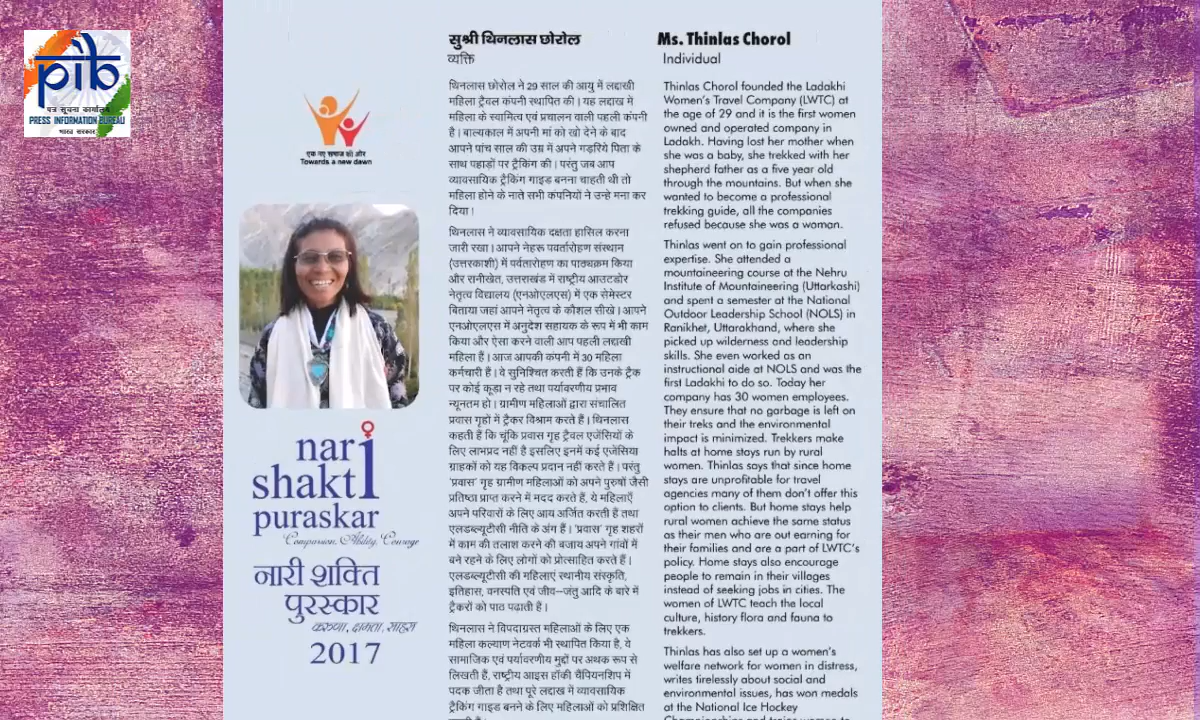 पत्र सूचना कार्यालय
PRESS INFORMATION BUREAU
भारत सरकार
एक नए समाज की ओर
Towards a new dawn
nari
shakti
puraskar
Compassion, Ability, Courage
नारी शक्ति
पुरस्कार
करुणा, क्षमता, साहस
2017
सुश्री थिनलास छोरोल
व्यक्ति
थिनलास छोरोल ने 29 साल की आयु में लद्दाखी
महिला ट्रैवल कंपनी स्थापित की। यह लद्दाख में
महिला के स्वामित्व एवं प्रचालन वाली पहली कंपनी
है। बाल्यकाल में अपनी मां को खो देने के बाद
आपने पांच साल की उम्र में अपने गड़रिये पिता के
साथ पहाडों पर ट्रैकिंग की। परंतु जब आप
व्यावसायिक ट्रैकिंग गाइड बनना चाहती थी तो
महिला होने के नाते सभी कंपनियों ने उन्हे मना कर
दिया।
थिनलास ने व्यावसायिक दक्षता हासिल करना
जारी रखा। आपने नेहरू पवर्तारोहण संस्थान
(उत्तरकाशी) में पर्वतारोहण का पाठ्यक्रम किया
और रानीखेत, उत्तराखंड में राष्ट्रीय आउटडोर
नेतृत्व विद्यालय (एनओएलएस) में एक सेमेस्टर
बिताया जहां आपने नेतृत्व के कौशल सीखे। आपने
एनओएलएस में अनुदेश सहायक के रूप में भी काम
किया और ऐसा करने वाली आप पहली लद्दाखी
महिला हैं। आज आपकी कंपनी में 30 महिला
कर्मचारी हैं। वे सुनिश्चित करती हैं कि उनके ट्रैक
पर कोई कूडा न रहे तथा पर्यावरणीय प्रभाव
न्यूनतम हो। ग्रामीण महिलाओं द्वारा संचालित
प्रवास गृहो में ट्रैकर विश्राम करते हैं। थिनलास
कहती हैं कि चूंकि प्रवास गृह ट्रैवल एजेंसियों के
लिए लाभप्रद नहीं है इसलिए इनमें कई एजेंसिया
ग्राहकों को यह विकल्प प्रदान नहीं करते हैं। परंतु
'प्रवास' गृह ग्रामीण महिलाओं को अपने पुरुषों जैसी
प्रतिष्ठा प्राप्त करने में मदद करते हैं, ये महिलाएँ
अपने परिवारों के लिए आय अर्जित करती हैं तथा
एलडब्ल्यूटीसी नीति के अंग हैं। 'प्रवास' गृह शहरों
में काम की तलाश करने की बजाय अपने गांवों में
बने रहने के लिए लोगों को प्रोत्साहित करते हैं।
एलडब्ल्यूटीसी की महिलाएं स्थानीय संस्कृति,
इतिहास, वनस्पति एवं जीव–जंतु आदि के बारे में
ट्रैकरों को पाठ पढाती हैं।
थिनलास ने विपदाग्रस्त महिलाओं के लिए एक
महिला कल्याण नेटवर्क भी स्थापित किया है, वे
सामाजिक एवं पर्यावरणीय मुद्दों पर अथक रूप से
लिखती हैं, राष्ट्रीय आइस हॉकी चैंपियनशिप में
पदक जीता है तथा पूरे लद्दाख में व्यावसायिक
ट्रैकिंग गाइड बनने के लिए महिलाओं को प्रशिक्षित
Ms. Thinlas Chorol
Individual
Thinlas Chorol founded the Ladakhi
Women's Travel Company (LWTC) at
the age of 29 and it is the first women
owned and operated company in
Ladakh. Having lost her mother when
she was a baby, she trekked with her
shepherd father as a five year old
through the mountains. But when she
wanted to become a professional
trekking guide, all the companies
refused because she was a woman.
Thinlas went on to gain professional
expertise. She attended a
mountaineering course at the Nehru
Institute of Mountaineering (Uttarkashi)
and spent a semester at the National
Outdoor Leadership School (NOLS) in
Ranikhet, Uttarakhand, where she
picked up wilderness and leadership
skills. She even worked as an
instructional aide at NOLS and was the
first Ladakhi to do so. Today her
company has 30 women employees.
They ensure that no garbage is left on
their treks and the environmental
impact is minimized. Trekkers make
halts at home stays run by rural
women. Thinlas says that since home
stays are unprofitable for travel
agencies many of them don't offer this
option to clients. But home stays help
rural women achieve the same status
as their men who are out earning for
their families and are a part of LWTC's
policy. Home stays also encourage
people to remain in their villages
instead of seeking jobs in cities. The
women of LWTC teach the local
culture, history flora and fauna to
trekkers.
Thinlas has also set up a women's
welfare network for women in distress,
writes tirelessly about social and
environmental issues, has won medals
at the National Ice Hockey
Championships and trains women to